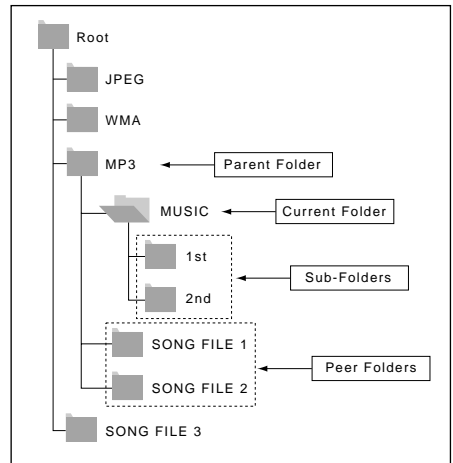 Root
JPEG
WMA
MP3
Parent Folder
MUSIC
Current Folder
1st
Sub-Folders
2nd
SONG FILE 1
Peer Folders
SONG FILE 2
SONG FILE 3